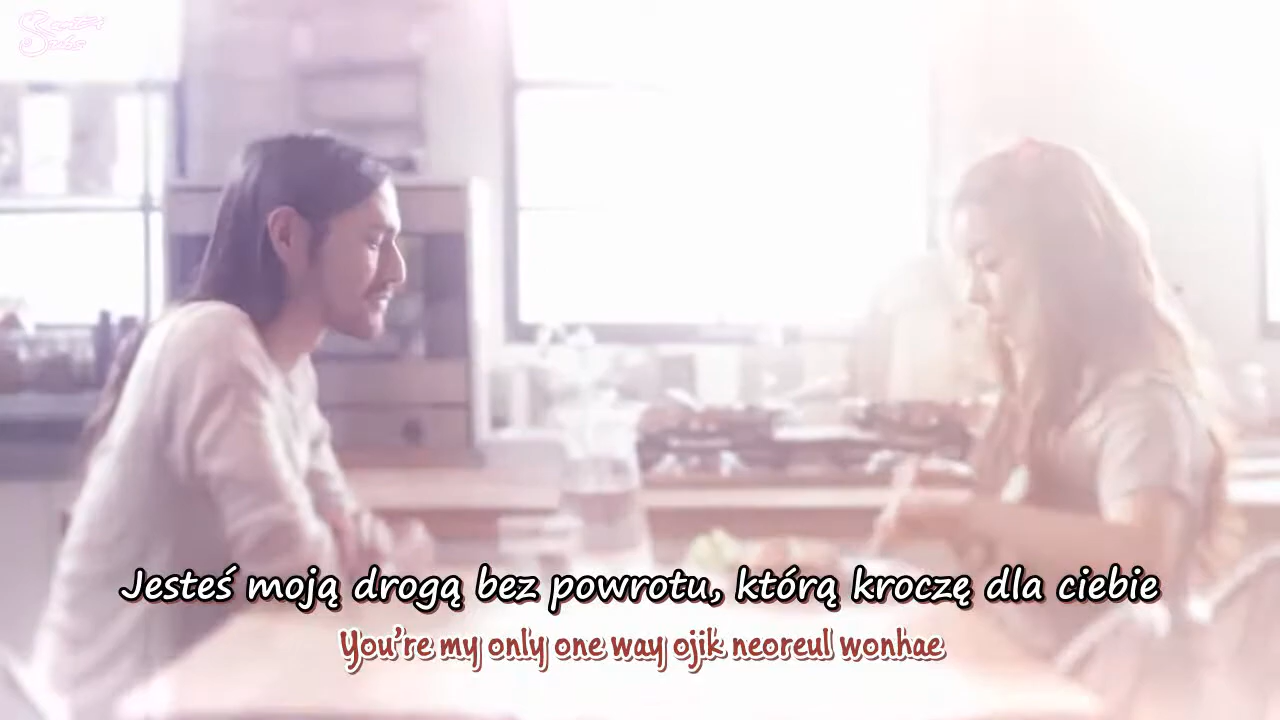 Jesteś moją drogą bez powrotu, którą kroczę dla ciebie
You're my only one way ojik neoreul wonhae